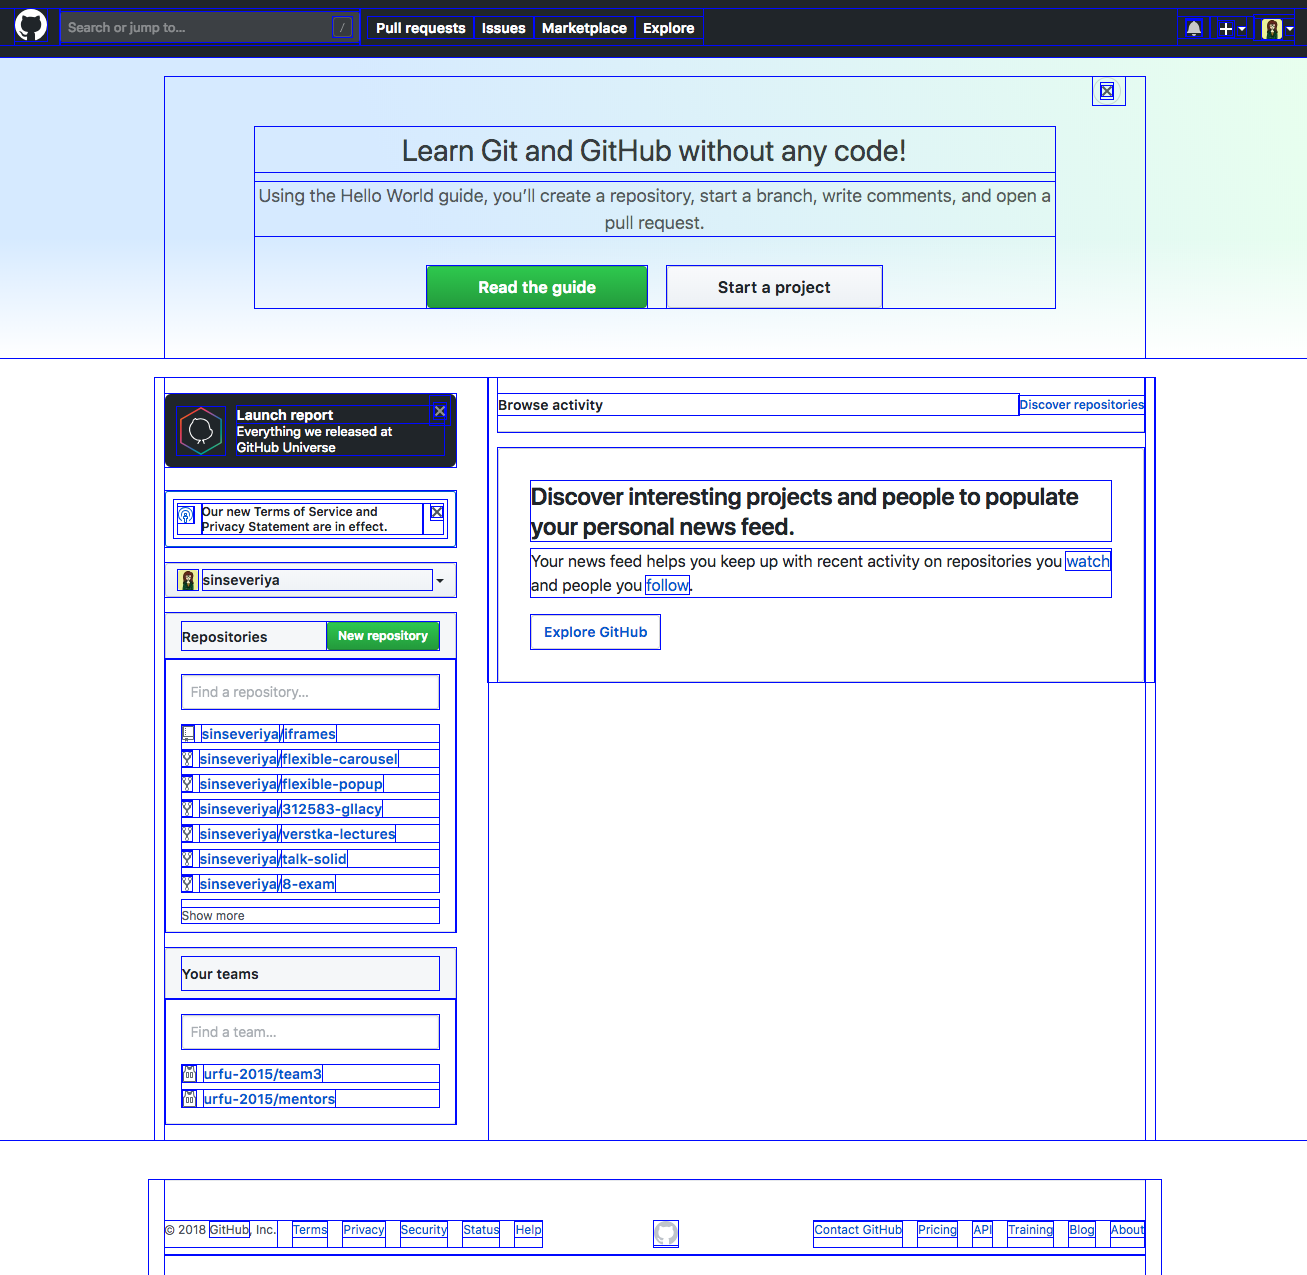 Search or jump to... / Pull requests Issues Marketplace Explore
Learn Git and GitHub without any code!
Using the Hello World guide, you’ll create a repository, start a branch, write comments, and open a
pull request.
Read the guide Start a project
Launch report
Everything we released at
GitHub Universe
Our new Terms of Service and
Privacy Statement are in effect.
sinseveriya
Repositories New repository
Find a repository...
sinseveriya/iframes
sinseveriya/flexible-carousel
sinseveriya/flexible-popup
sinseveriya/312583-gllacy
sinseveriya/verstka-lectures
sinseveriya/talk-solid
sinseveriya/8-exam
Show more
Your teams
Find a team...
urfu-2015/team3
urfu-2015/mentors
Browse activity Discover repositories
Discover interesting projects and people to populate
your personal news feed.
Your news feed helps you keep up with recent activity on repositories you watch
and people you follow.
Explore GitHub
© 2018 GitHub, Inc. Terms Privacy Security Status Help Contact GitHub Pricing API Training Blog About